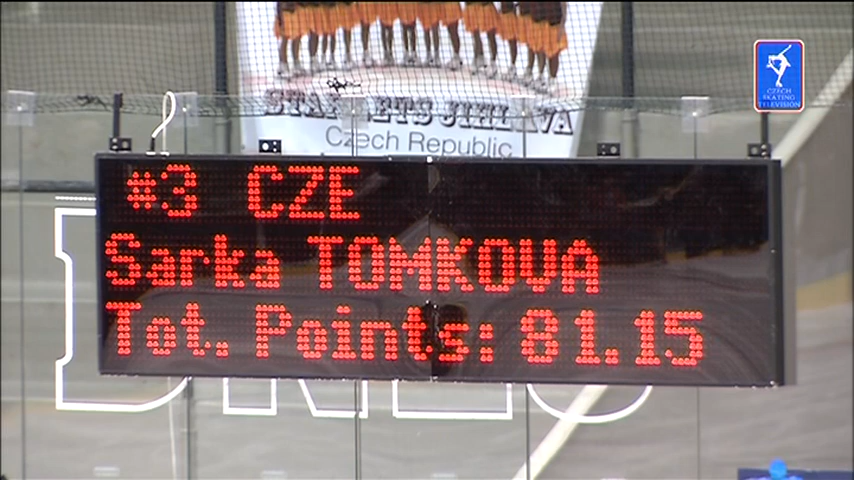 CZECH
SKATING
TELEVISION
STARLETS JIHLAVA
Czech Republic
#3 CZE
Sarka TOMKOVA
Tot. Points: 81.15